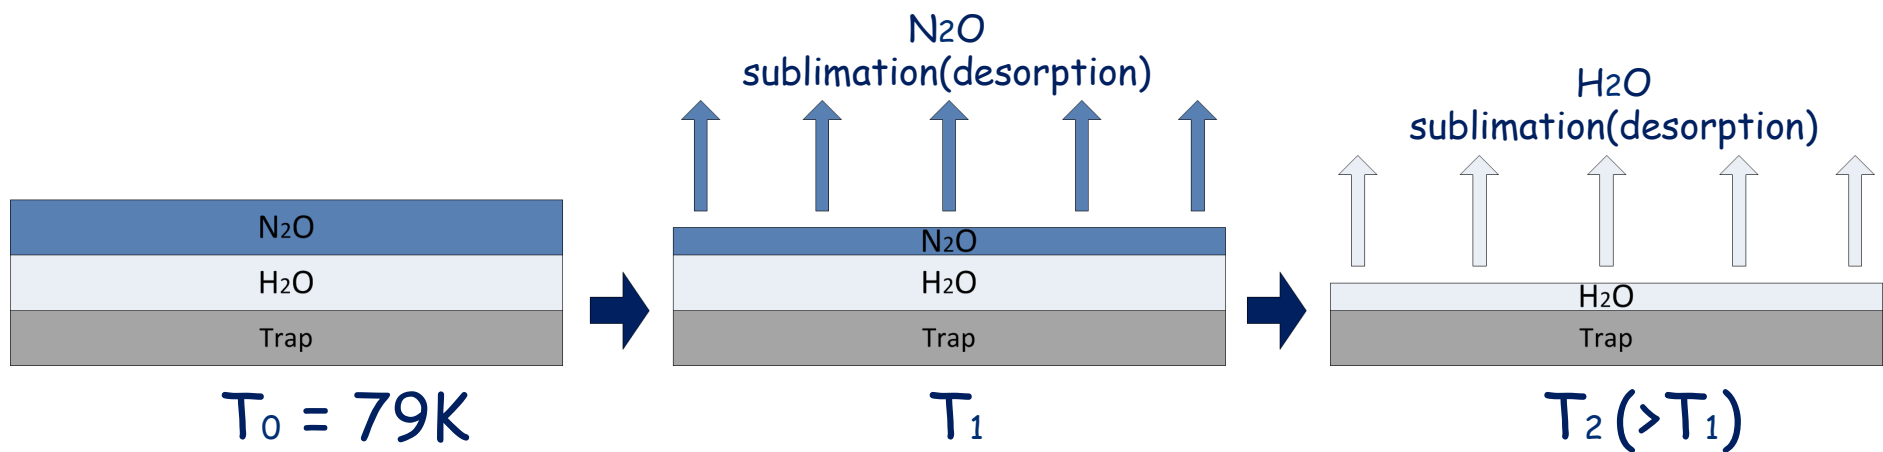 N2O
H2O
Trap
T0 = 79K
N2O
sublimation(desorption)
N2O
H2O
Trap
T1
H2O
sublimation(desorption)
H2O
Trap
T2 (>T1)